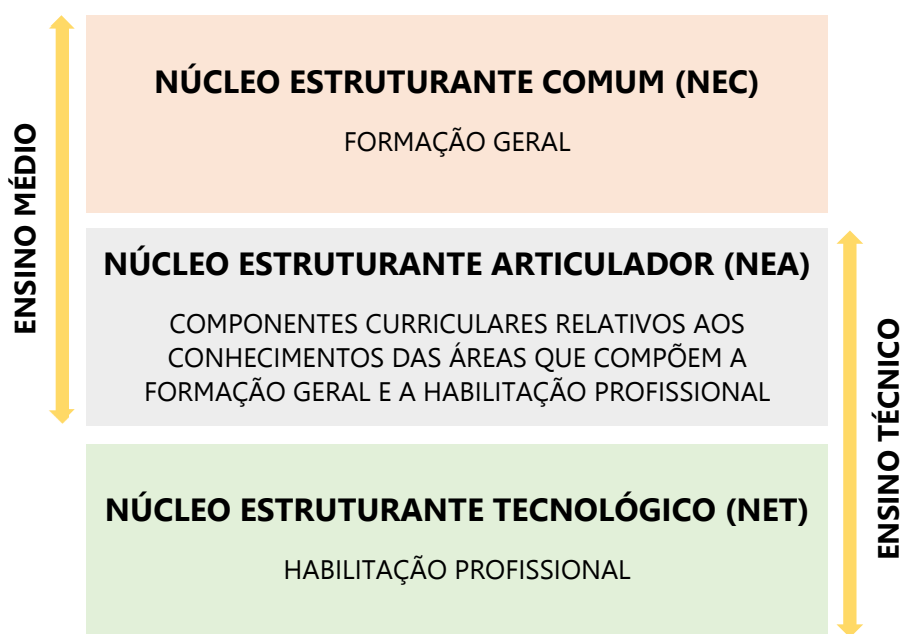 ENSINO MÉDIO
NÚCLEO ESTRUTURANTE COMUM (NEC)
FORMAÇÃO GERAL
NÚCLEO ESTRUTURANTE ARTICULADOR (NEA)
COMPONENTES CURRICULARES RELATIVOS AOS
CONHECIMENTOS DAS ÁREAS QUE COMPÕEM A
FORMAÇÃO GERAL E A HABILITAÇÃO PROFISSIONAL
ENSINO TÉCNICO
NÚCLEO ESTRUTURANTE TECNOLÓGICO (NET)
HABILITAÇÃO PROFISSIONAL